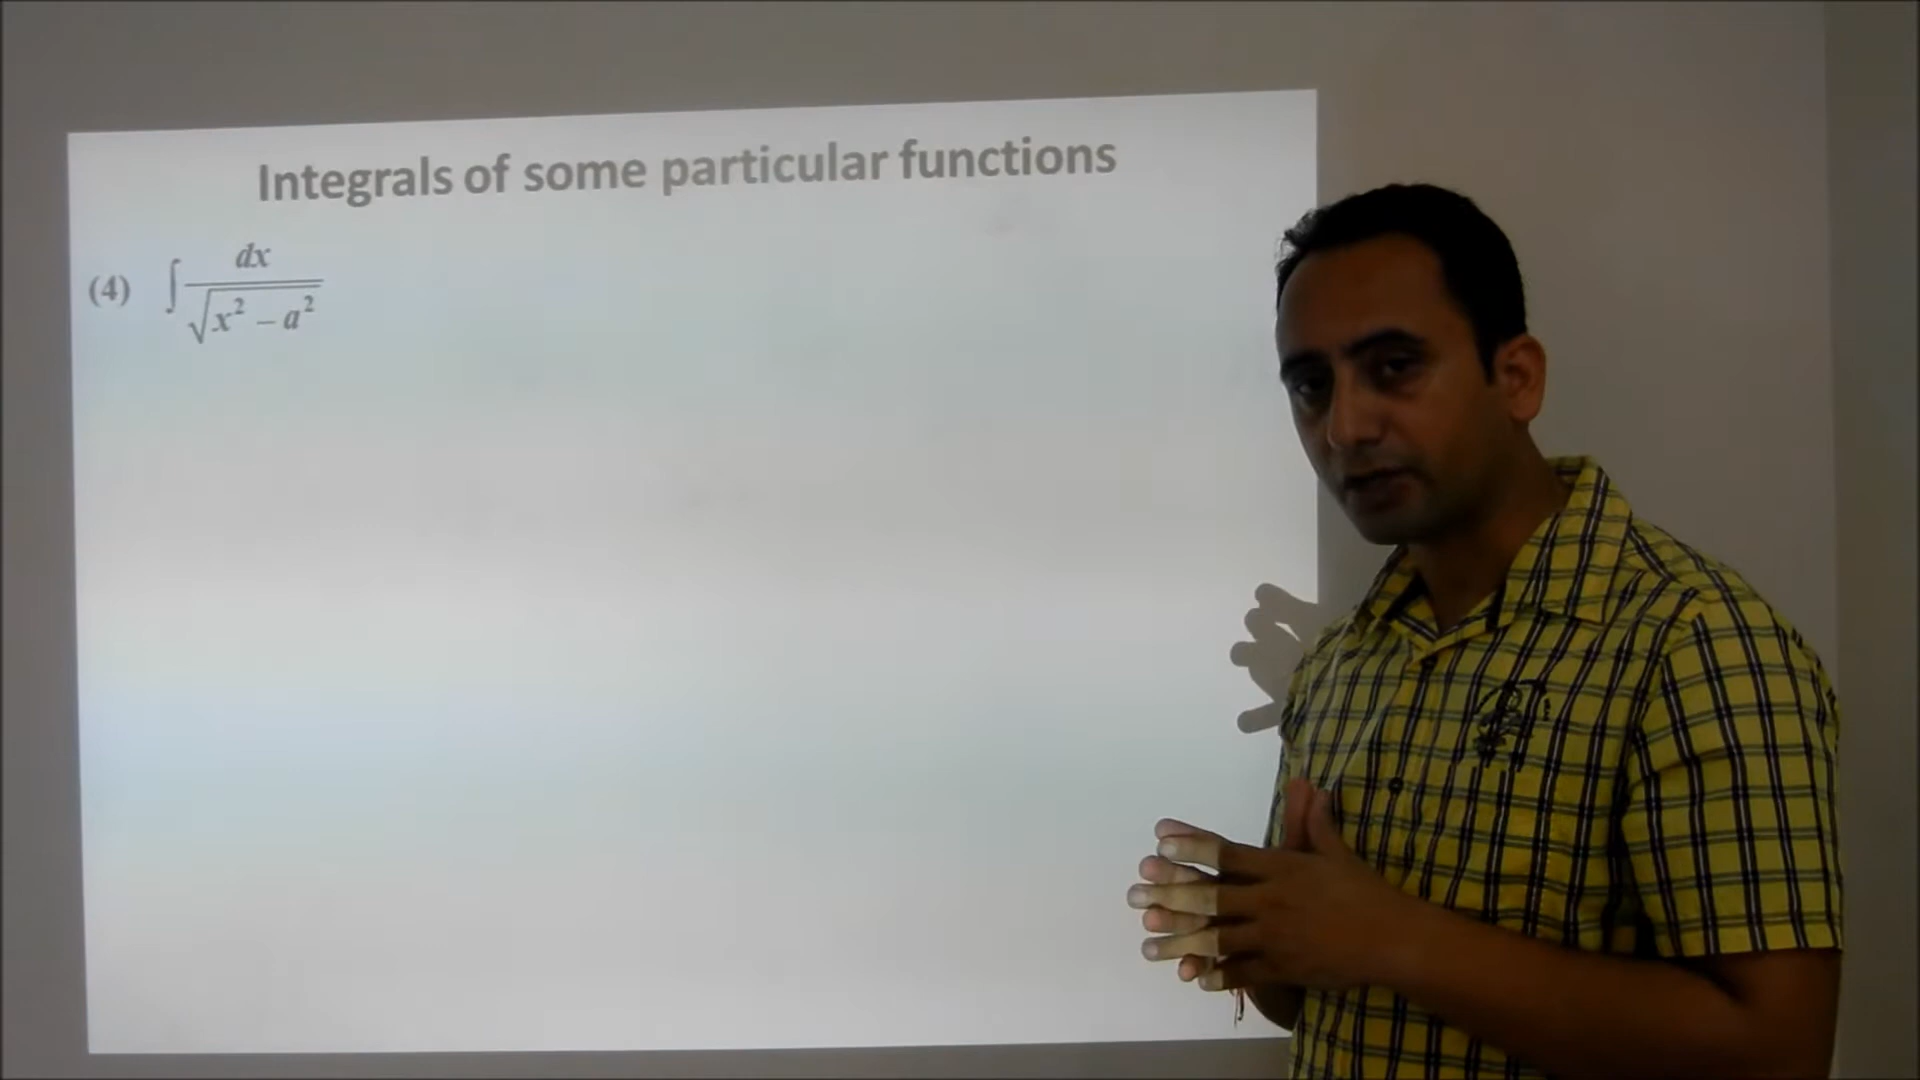 Integrals of some particular functions
(4) ∫ dx / √(x² – a²)